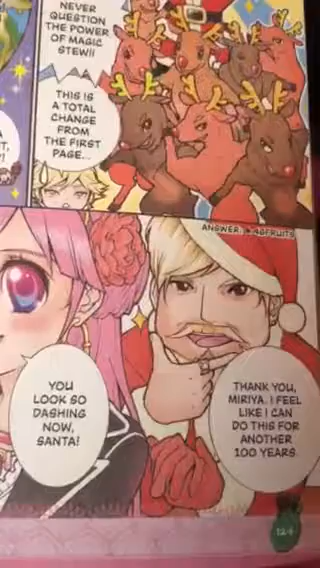 NEVER
QUESTION
THE POWER
OF MAGIC
STEW!!
THIS IS
A TOTAL
CHANGE
FROM
THE FIRST
PAGE...
ANSWER: 48FRUITS
YOU
LOOK SO
DASHING
NOW,
SANTA!
THANK YOU,
MIRIYA. I FEEL
LIKE I CAN
DO THIS FOR
ANOTHER
100 YEARS.
124